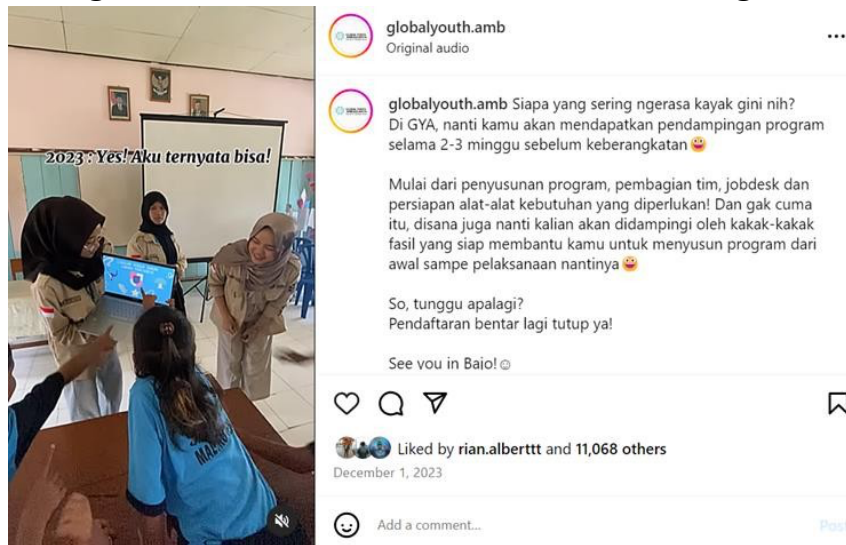 2023 : Yes! Aku ternyata bisa!
globalyouth.amb
Original audio
globalyouth.amb Siapa yang sering ngerasa kayak gini nih?
Di GYA, nanti kamu akan mendapatkan pendampingan program
selama 2-3 minggu sebelum keberangkatan😀
Mulai dari penyusunan program, pembagian tim, jobdesk dan
persiapan alat-alat kebutuhan yang diperlukan! Dan gak cuma
itu, disana juga nanti kalian akan didampingi oleh kakak-kakak
fasil yang siap membantu kamu untuk menyusun program dari
awal sampe pelaksanaan nantinya😀
So, tunggu apalagi?
Pendaftaran bentar lagi tutup ya!
See you in Bajo!☺
Liked by rian.alberttt and 11,068 others
December 1, 2023
Add a comment...
Post